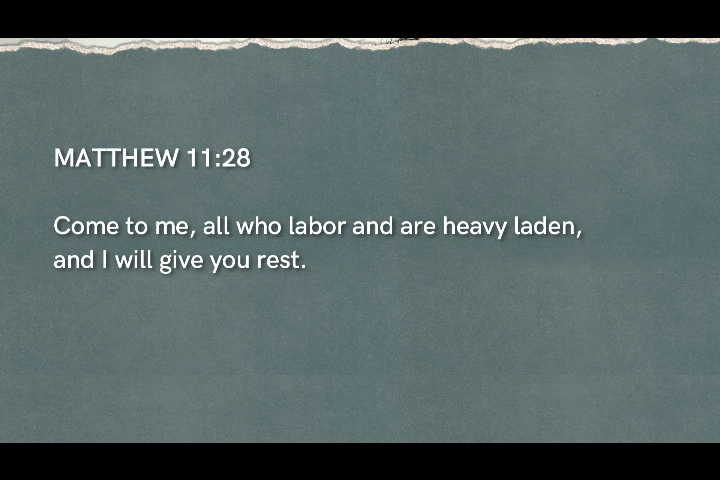 MATTHEW 11:28
Come to me, all who labor and are heavy laden,
and I will give you rest.